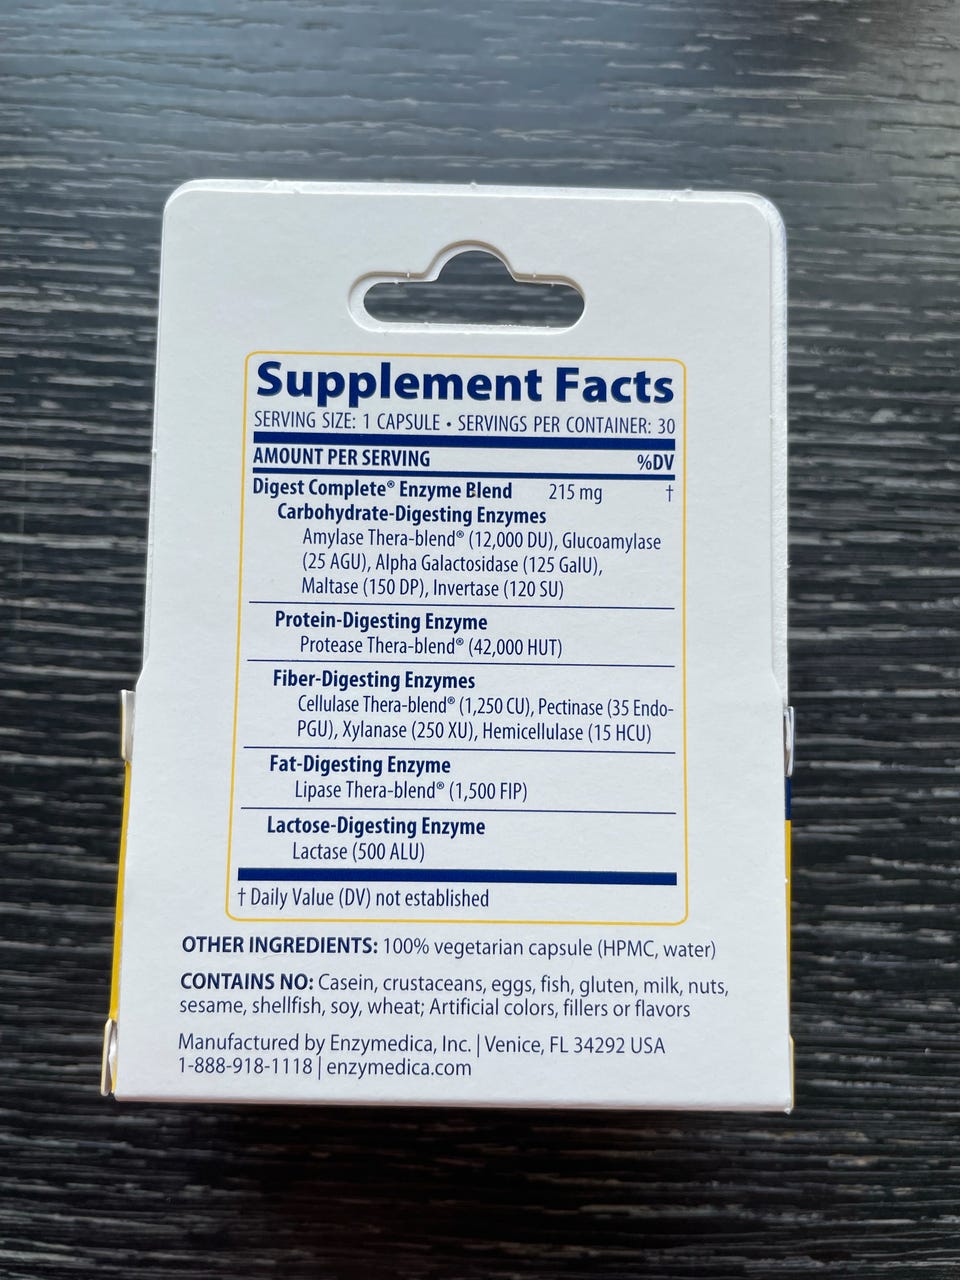 Supplement Facts
SERVING SIZE: 1 CAPSULE • SERVINGS PER CONTAINER: 30
AMOUNT PER SERVING %DV
Digest Complete® Enzyme Blend 215 mg †
Carbohydrate-Digesting Enzymes
Amylase Thera-blend® (12,000 DU), Glucoamylase
(25 AGU), Alpha Galactosidase (125 GalU),
Maltase (150 DP), Invertase (120 SU)
Protein-Digesting Enzyme
Protease Thera-blend® (42,000 HUT)
Fiber-Digesting Enzymes
Cellulase Thera-blend® (1,250 CU), Pectinase (35 Endo-
PGU), Xylanase (250 XU), Hemicellulase (15 HCU)
Fat-Digesting Enzyme
Lipase Thera-blend® (1,500 FIP)
Lactose-Digesting Enzyme
Lactase (500 ALU)
† Daily Value (DV) not established
OTHER INGREDIENTS: 100% vegetarian capsule (HPMC, water)
CONTAINS NO: Casein, crustaceans, eggs, fish, gluten, milk, nuts,
sesame, shellfish, soy, wheat; Artificial colors, fillers or flavors
Manufactured by Enzymedica, Inc. | Venice, FL 34292 USA
1-888-918-1118 | enzymedica.com